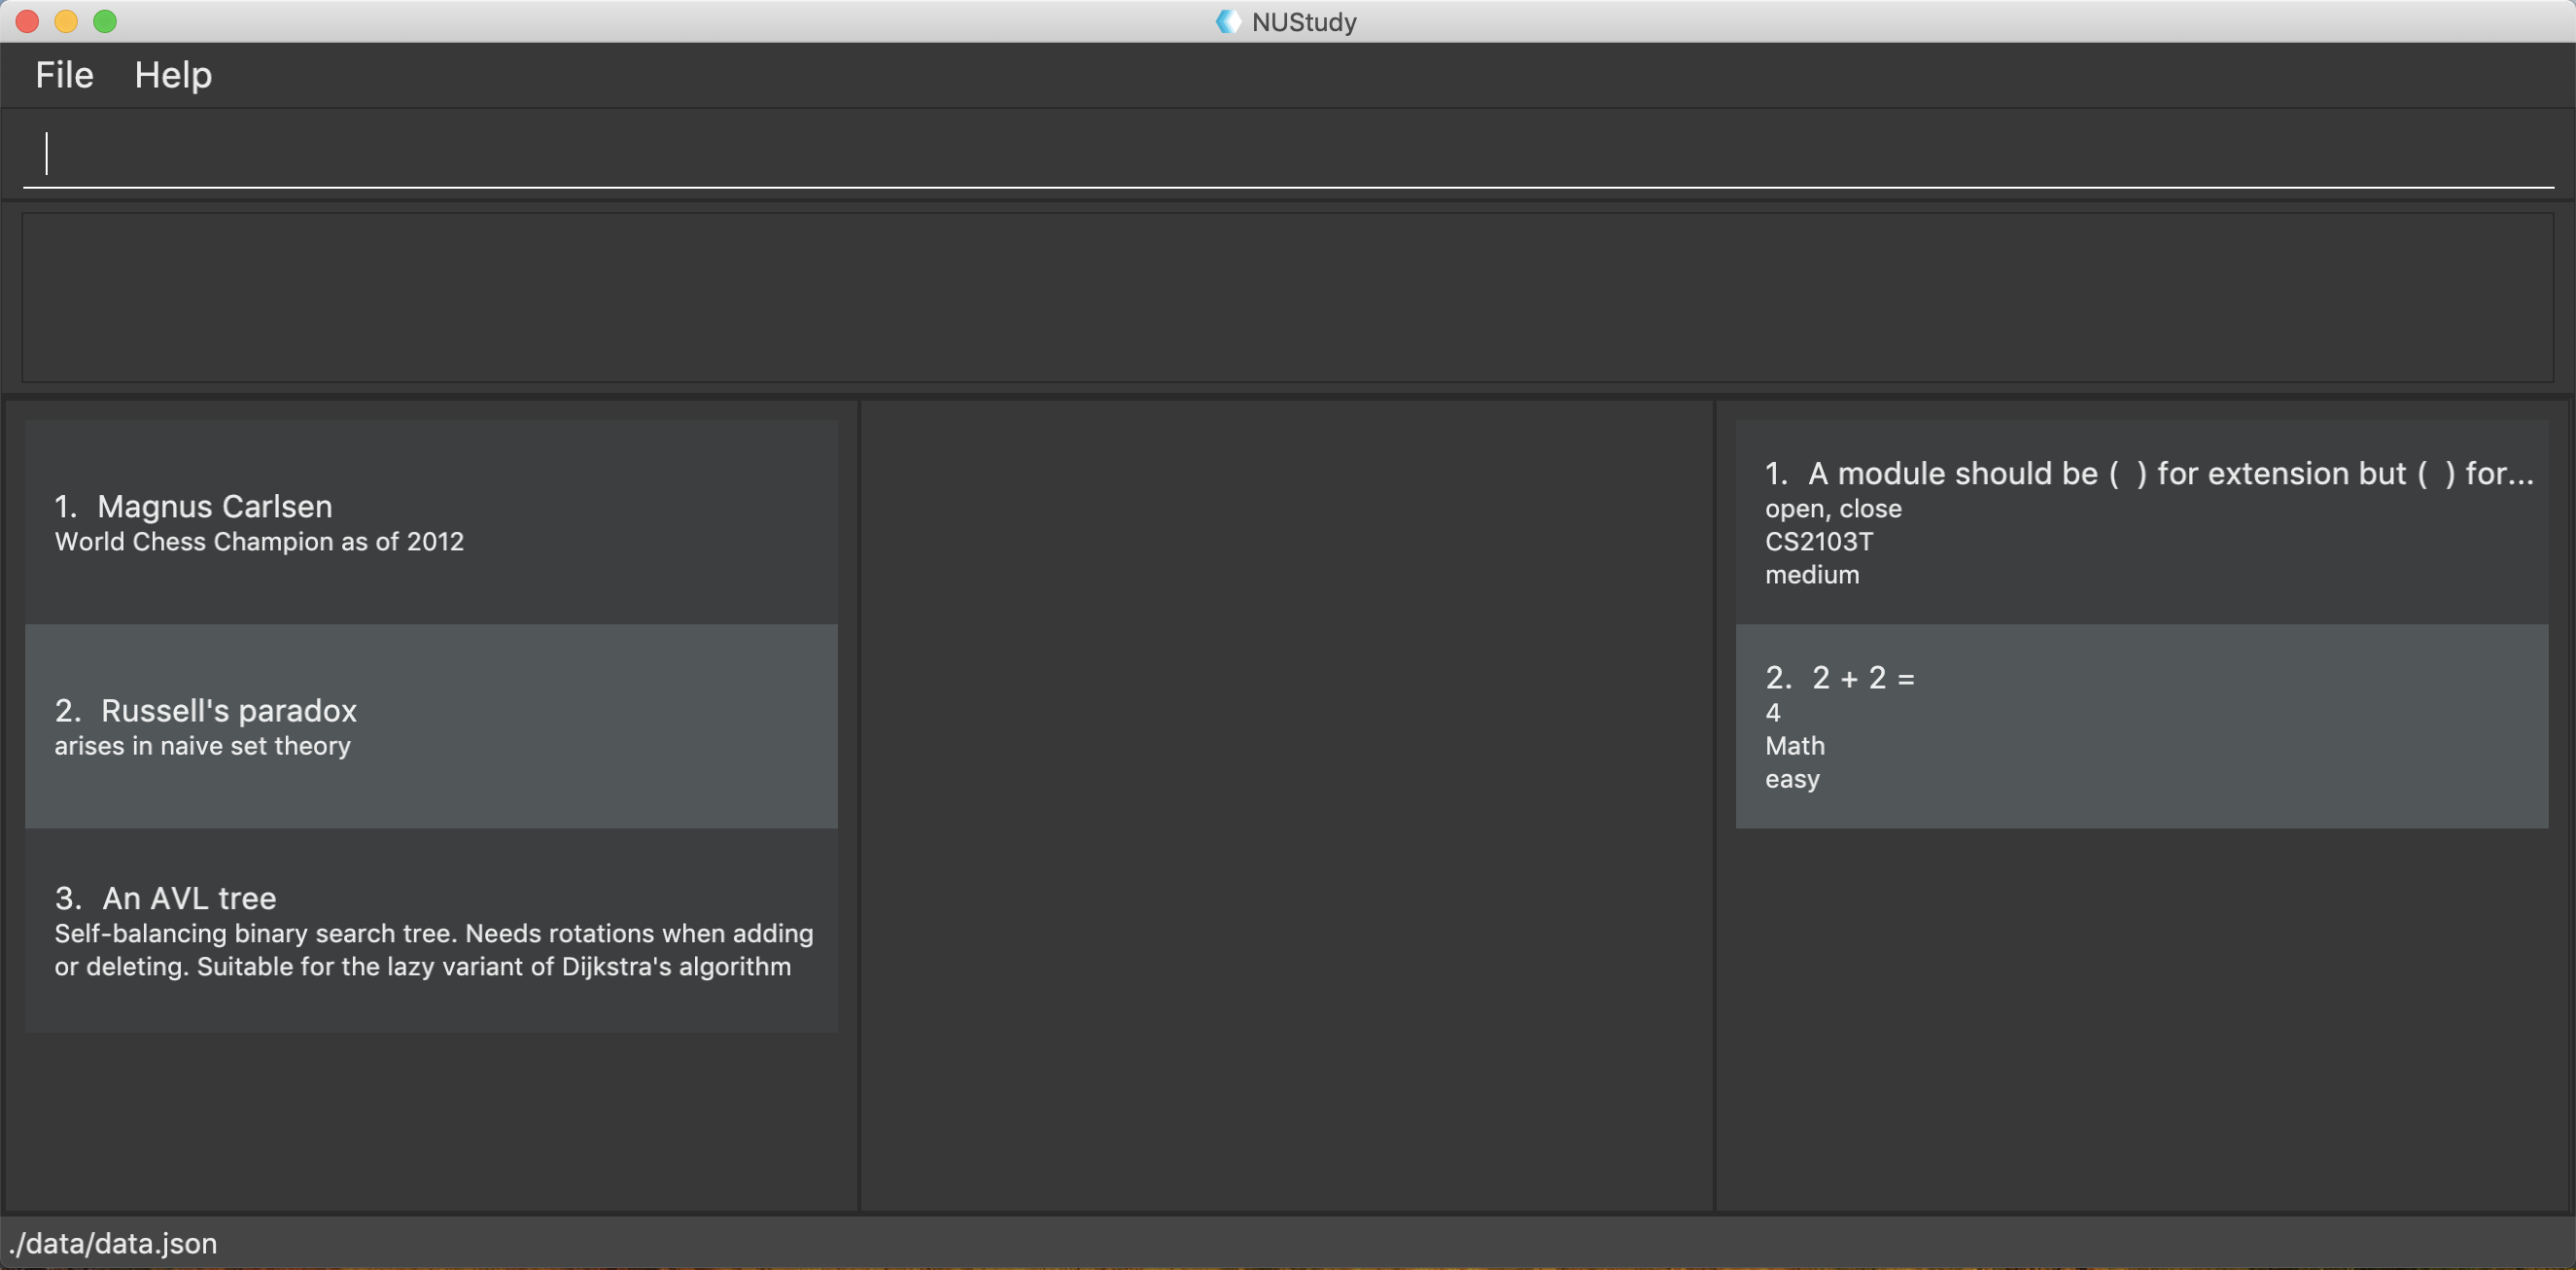 NUStudy
File Help
1. Magnus Carlsen
World Chess Champion as of 2012
2. Russell's paradox
arises in naive set theory
3. An AVL tree
Self-balancing binary search tree. Needs rotations when adding
or deleting. Suitable for the lazy variant of Dijkstra's algorithm
1. A module should be ( ) for extension but ( ) for...
open, close
CS2103T
medium
2. 2 + 2 =
4
Math
easy
./data/data.json